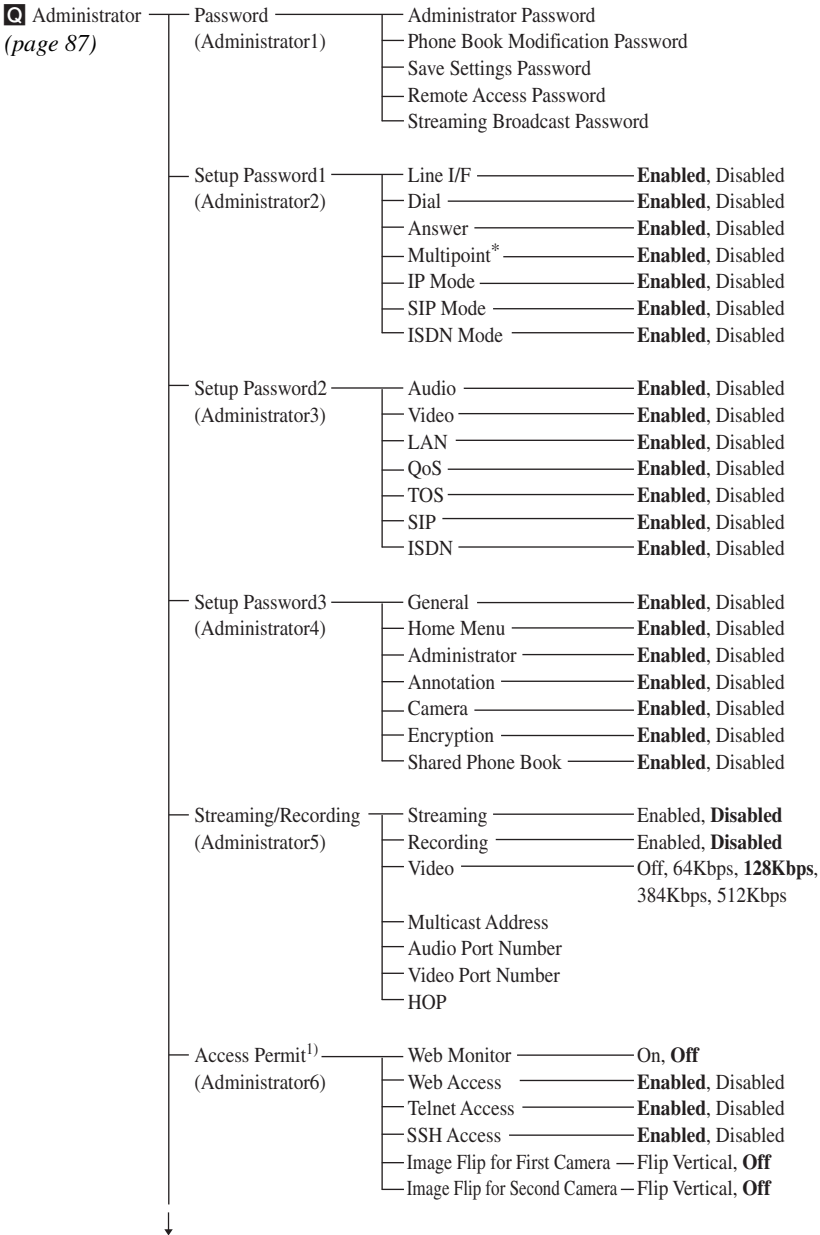 Q Administrator Password Administrator Password
(page 87) (Administrator1) Phone Book Modification Password
Save Settings Password
Remote Access Password
Streaming Broadcast Password
Setup Password1 Line I/F Enabled, Disabled
(Administrator2) Dial Enabled, Disabled
Answer Enabled, Disabled
Multipoint* Enabled, Disabled
IP Mode Enabled, Disabled
SIP Mode Enabled, Disabled
ISDN Mode Enabled, Disabled
Setup Password2 Audio Enabled, Disabled
(Administrator3) Video Enabled, Disabled
LAN Enabled, Disabled
QoS Enabled, Disabled
TOS Enabled, Disabled
SIP Enabled, Disabled
ISDN Enabled, Disabled
Setup Password3 General Enabled, Disabled
(Administrator4) Home Menu Enabled, Disabled
Administrator Enabled, Disabled
Annotation Enabled, Disabled
Camera Enabled, Disabled
Encryption Enabled, Disabled
Shared Phone Book Enabled, Disabled
Streaming/Recording Streaming Enabled, Disabled
(Administrator5) Recording Enabled, Disabled
Video Off, 64Kbps, 128Kbps,
384Kbps, 512Kbps
Multicast Address
Audio Port Number
Video Port Number
HOP
Access Permit1) Web Monitor On, Off
(Administrator6) Web Access Enabled, Disabled
Telnet Access Enabled, Disabled
SSH Access Enabled, Disabled
Image Flip for First Camera Flip Vertical, Off
Image Flip for Second Camera Flip Vertical, Off